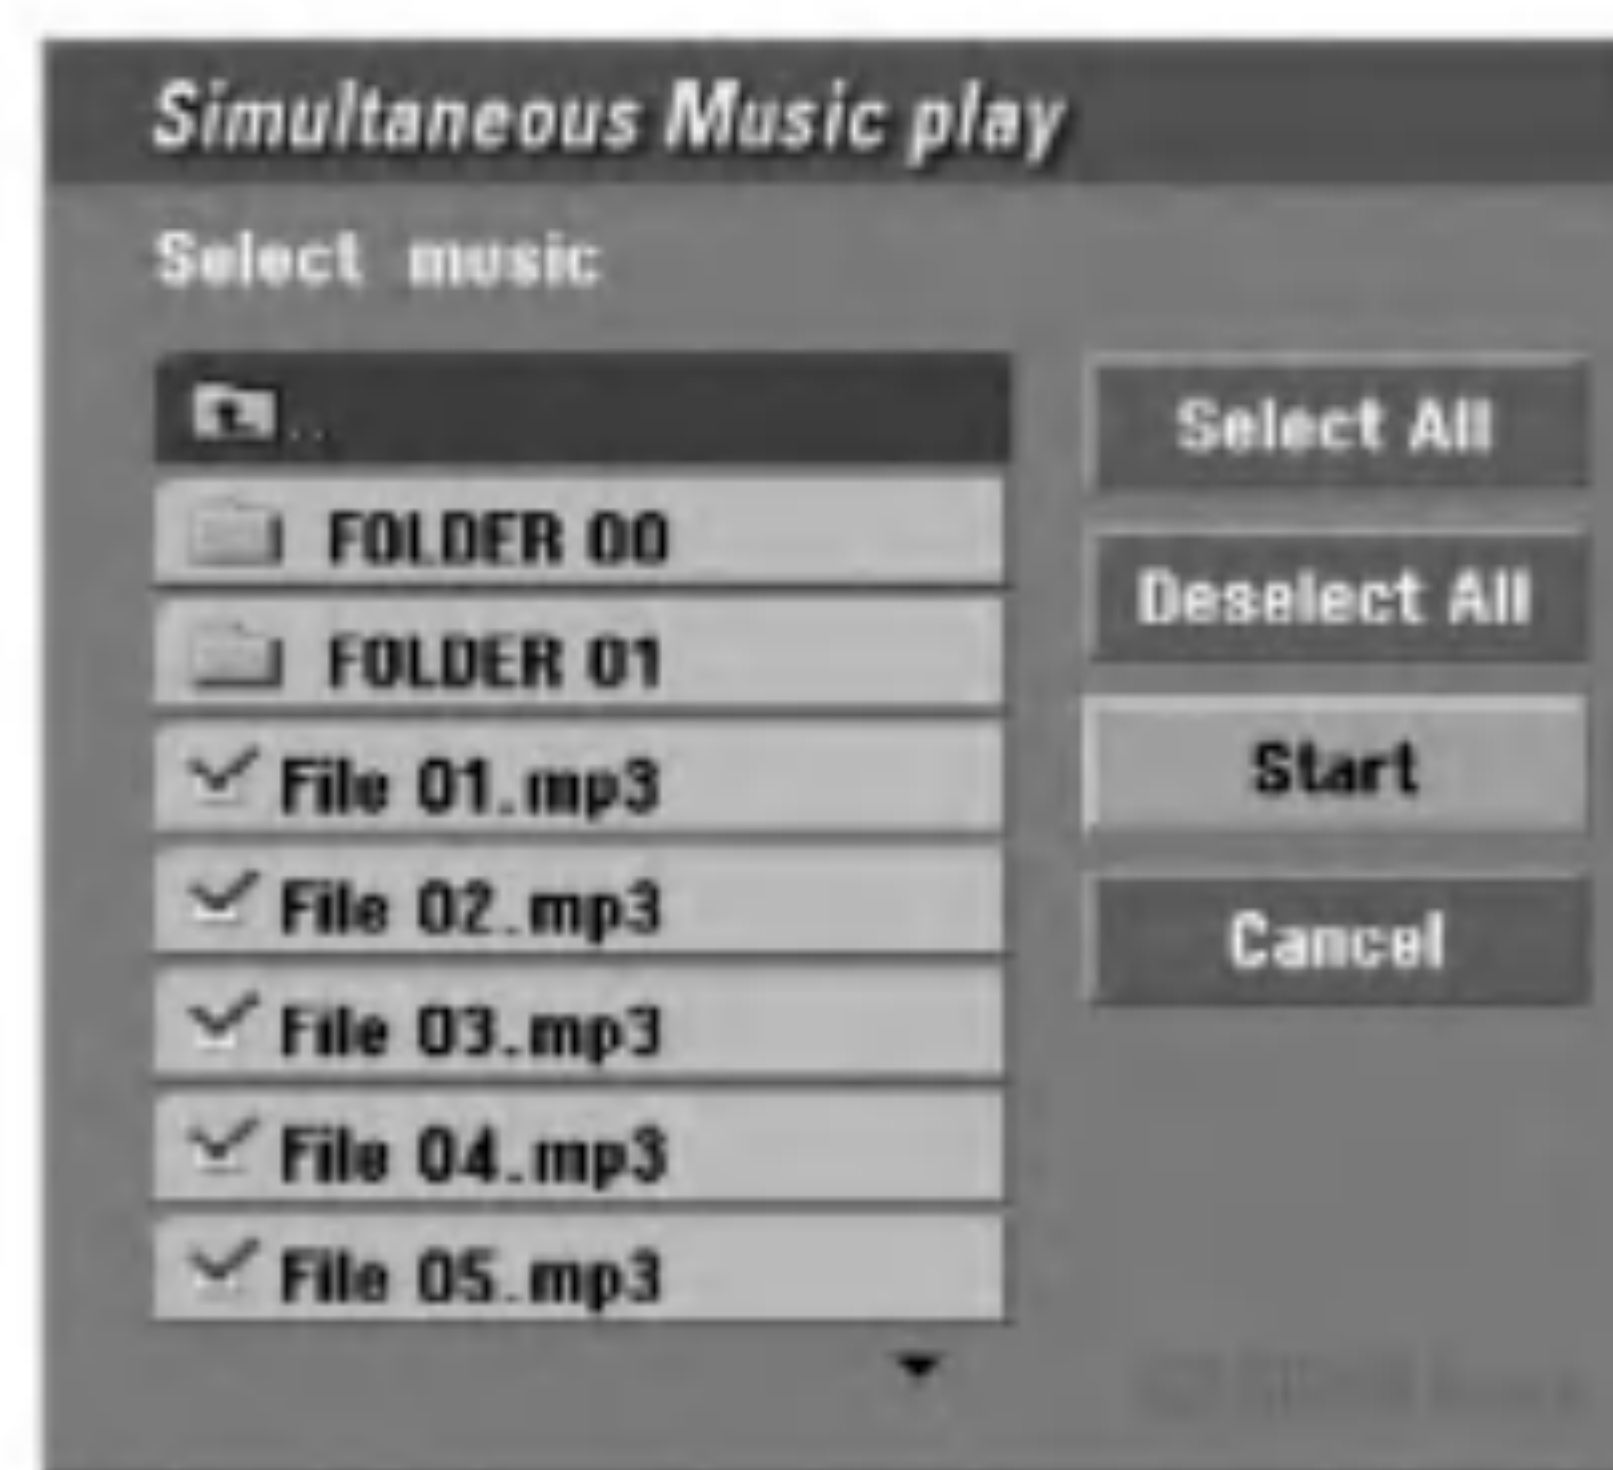 Simultaneous Music play
Select music
..
FOLDER 00
FOLDER 01
File 01.mp3
File 02.mp3
File 03.mp3
File 04.mp3
File 05.mp3
Select All
Deselect All
Start
Cancel